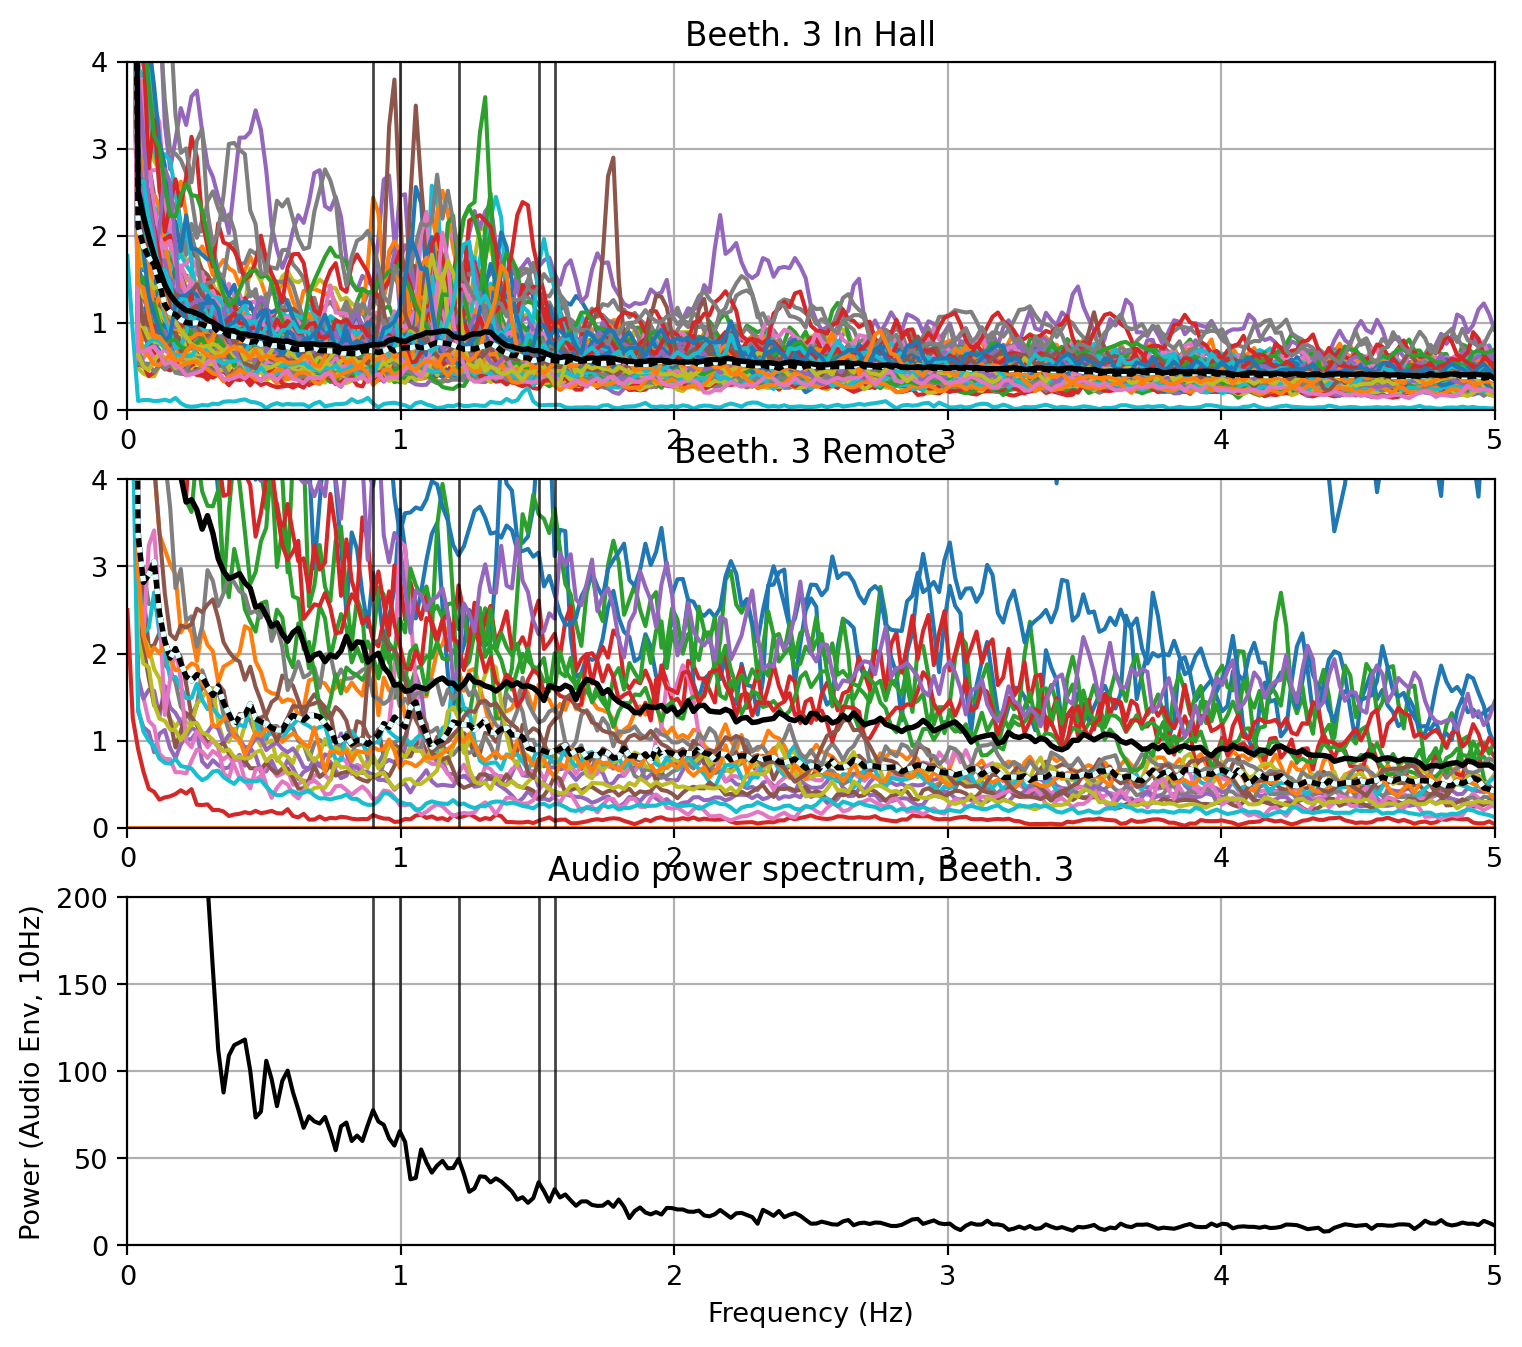 Beeth. 3 In Hall
4
3
2
1
0
0 1 2 3 4 5
Beeth. 3 Remote
4
3
2
1
0
0 1 2 3 4 5
Audio power spectrum, Beeth. 3
Power (Audio Env, 10Hz)
200
150
100
50
0
0 1 2 3 4 5
Frequency (Hz)